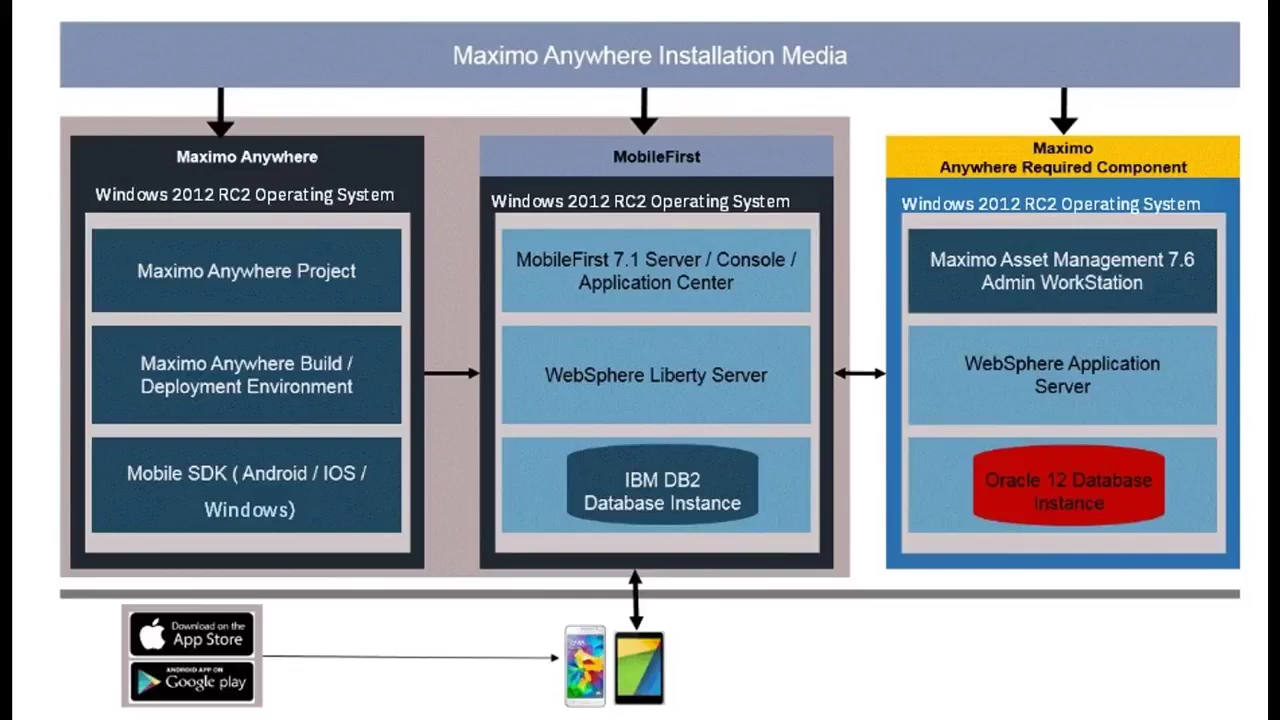 Maximo Anywhere Installation Media
Maximo Anywhere
Windows 2012 RC2 Operating System
Maximo Anywhere Project
Maximo Anywhere Build /
Deployment Environment
Mobile SDK ( Android / IOS /
Windows)
MobileFirst
Windows 2012 RC2 Operating System
MobileFirst 7.1 Server / Console /
Application Center
WebSphere Liberty Server
IBM DB2
Database Instance
Maximo
Anywhere Required Component
Windows 2012 RC2 Operating System
Maximo Asset Management 7.6
Admin WorkStation
WebSphere Application
Server
Oracle 12 Database
Instance
Download on the
App Store
ANDROID APP ON
Google play